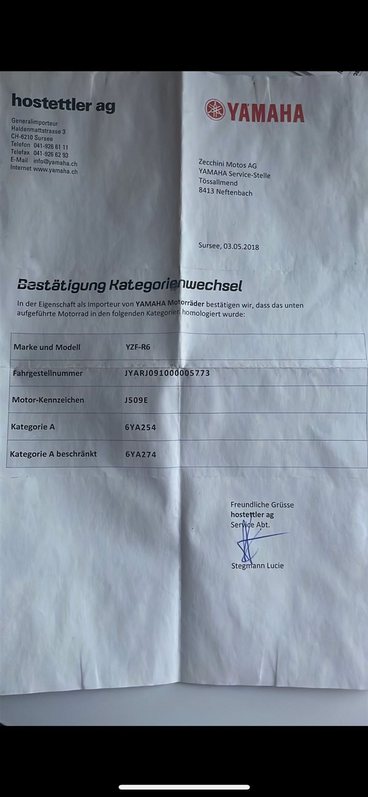 hostettler ag
Generalimporteur
Haldenmattstrasse 3
CH-6210 Sursee
Telefon 041-926 61 11
Telefax 041-926 62 93
E-Mail info@yamaha.ch
Internet www.yamaha.ch
YAMAHA
Zecchini Motos AG
YAMAHA Service-Stelle
Tössallmend
8413 Neftenbach
Sursee, 03.05.2018
Bestätigung Kategorienwechsel
In der Eigenschaft als Importeur von YAMAHA Motorräder bestätigen wir, dass das unten
aufgeführte Motorrad in den folgenden Kategorien homologiert wurde:
Marke und Modell YZF-R6
Fahrgestellnummer JYARJ091000005773
Motor-Kennzeichen J509E
Kategorie A 6YA254
Kategorie A beschränkt 6YA274
Freundliche Grüsse
hostettler ag
Service Abt.
Stegmann Lucie